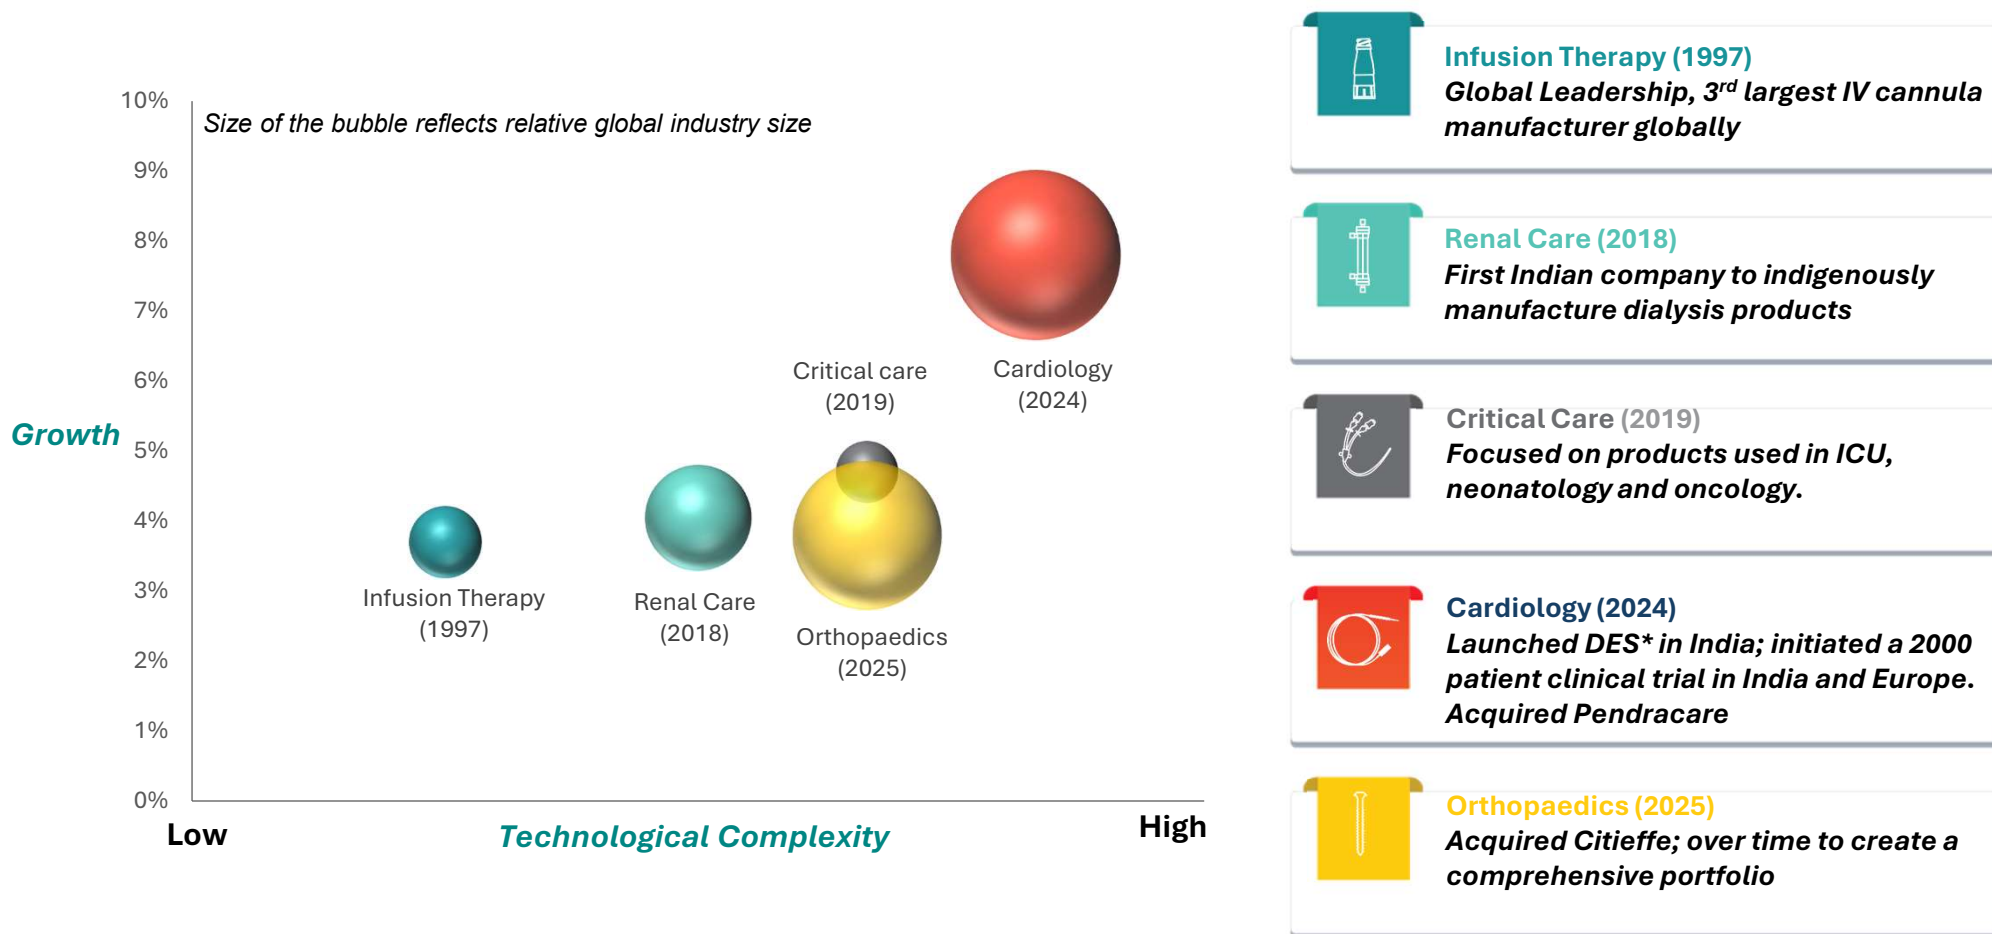 10%
Size of the bubble reflects relative global industry size
9%
8%
7%
6%
5%
4%
3%
2%
1%
0%
Growth
Critical care
(2019)
Cardiology
(2024)
Infusion Therapy
(1997)
Renal Care
(2018)
Orthopaedics
(2025)
Low
Technological Complexity
High
Infusion Therapy (1997)
Global Leadership, 3rd largest IV cannula
manufacturer globally
Renal Care (2018)
First Indian company to indigenously
manufacture dialysis products
Critical Care (2019)
Focused on products used in ICU,
neonatology and oncology.
Cardiology (2024)
Launched DES* in India; initiated a 2000
patient clinical trial in India and Europe.
Acquired Pendracare
Orthopaedics (2025)
Acquired Citieffe; over time to create a
comprehensive portfolio